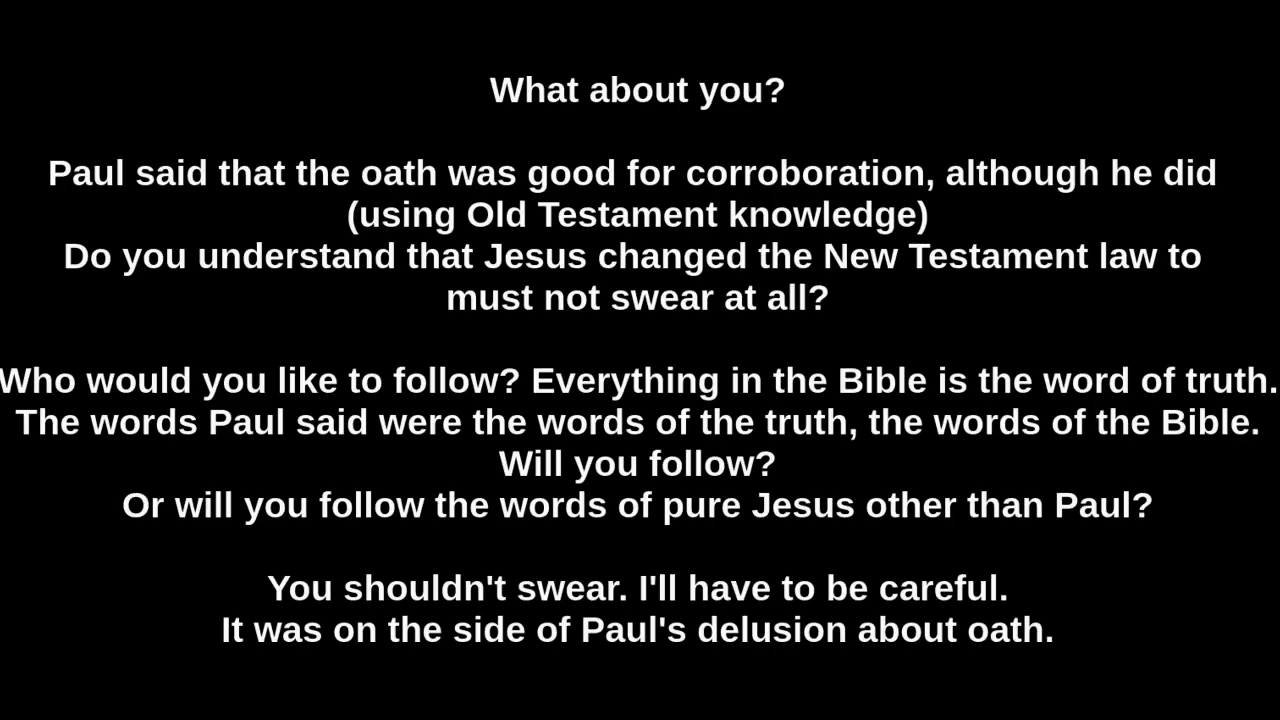 What about you?
Paul said that the oath was good for corroboration, although he did
(using Old Testament knowledge)
Do you understand that Jesus changed the New Testament law to
must not swear at all?
Who would you like to follow? Everything in the Bible is the word of truth.
The words Paul said were the words of the truth, the words of the Bible.
Will you follow?
Or will you follow the words of pure Jesus other than Paul?
You shouldn't swear. I'll have to be careful.
It was on the side of Paul's delusion about oath.